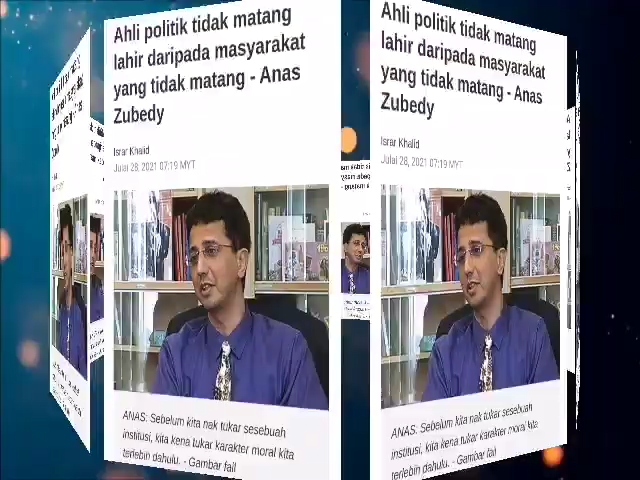 Ahli politik tidak matang
lahir daripada masyarakat
yang tidak matang - Anas
Zubedy
Israr Khalid
Julai 28, 2021 07:19 MYT
ANAS: Sebelum kita nak tukar sesebuah
institusi, kita kena tukar karakter moral kita
terlebih dahulu. - Gambar fail
Ahli politik tidak matang
lahir daripada masyarakat
yang tidak matang - Anas
Zubedy
Israr Khalid
Julai 28, 2021 07:19 MYT
ANAS: Sebelum kita nak tukar sesebuah
institusi, kita kena tukar karakter moral kita
terlebih dahulu. - Gambar fail